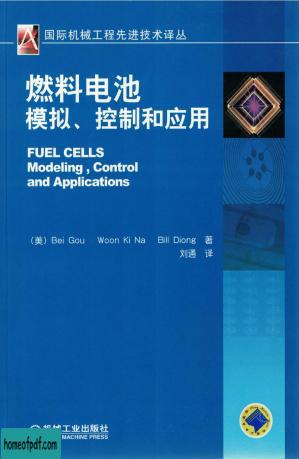 国际机械工程先进技术译丛
燃料电池
模拟、控制和应用
FUEL CELLS
Modeling, Control
and Applications
（美）Bei Gou Woon Ki Na Bill Diong 著
刘通 译
机械工业出版社
MACHINE PRESS
homeofpdf.com